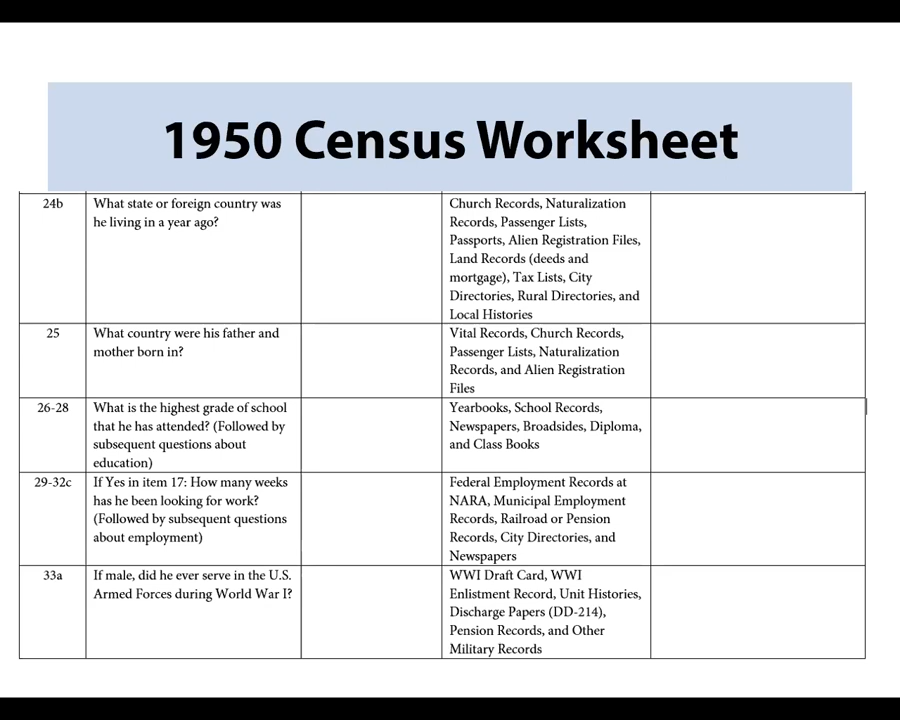 1950 Census Worksheet
24b
What state or foreign country was
he living in a year ago?
Church Records, Naturalization
Records, Passenger Lists,
Passports, Alien Registration Files,
Land Records (deeds and
mortgage), Tax Lists, City
Directories, Rural Directories, and
Local Histories
25
What country were his father and
mother born in?
Vital Records, Church Records,
Passenger Lists, Naturalization
Records, and Alien Registration
Files
26-28
What is the highest grade of school
that he has attended? (Followed by
subsequent questions about
education)
Yearbooks, School Records,
Newspapers, Broadsides, Diploma,
and Class Books
29-32c
If Yes in item 17: How many weeks
has he been looking for work?
(Followed by subsequent questions
about employment)
Federal Employment Records at
NARA, Municipal Employment
Records, Railroad or Pension
Records, City Directories, and
Newspapers
33a
If male, did he ever serve in the U.S.
Armed Forces during World War I?
WWI Draft Card, WWI
Enlistment Record, Unit Histories,
Discharge Papers (DD-214),
Pension Records, and Other
Military Records